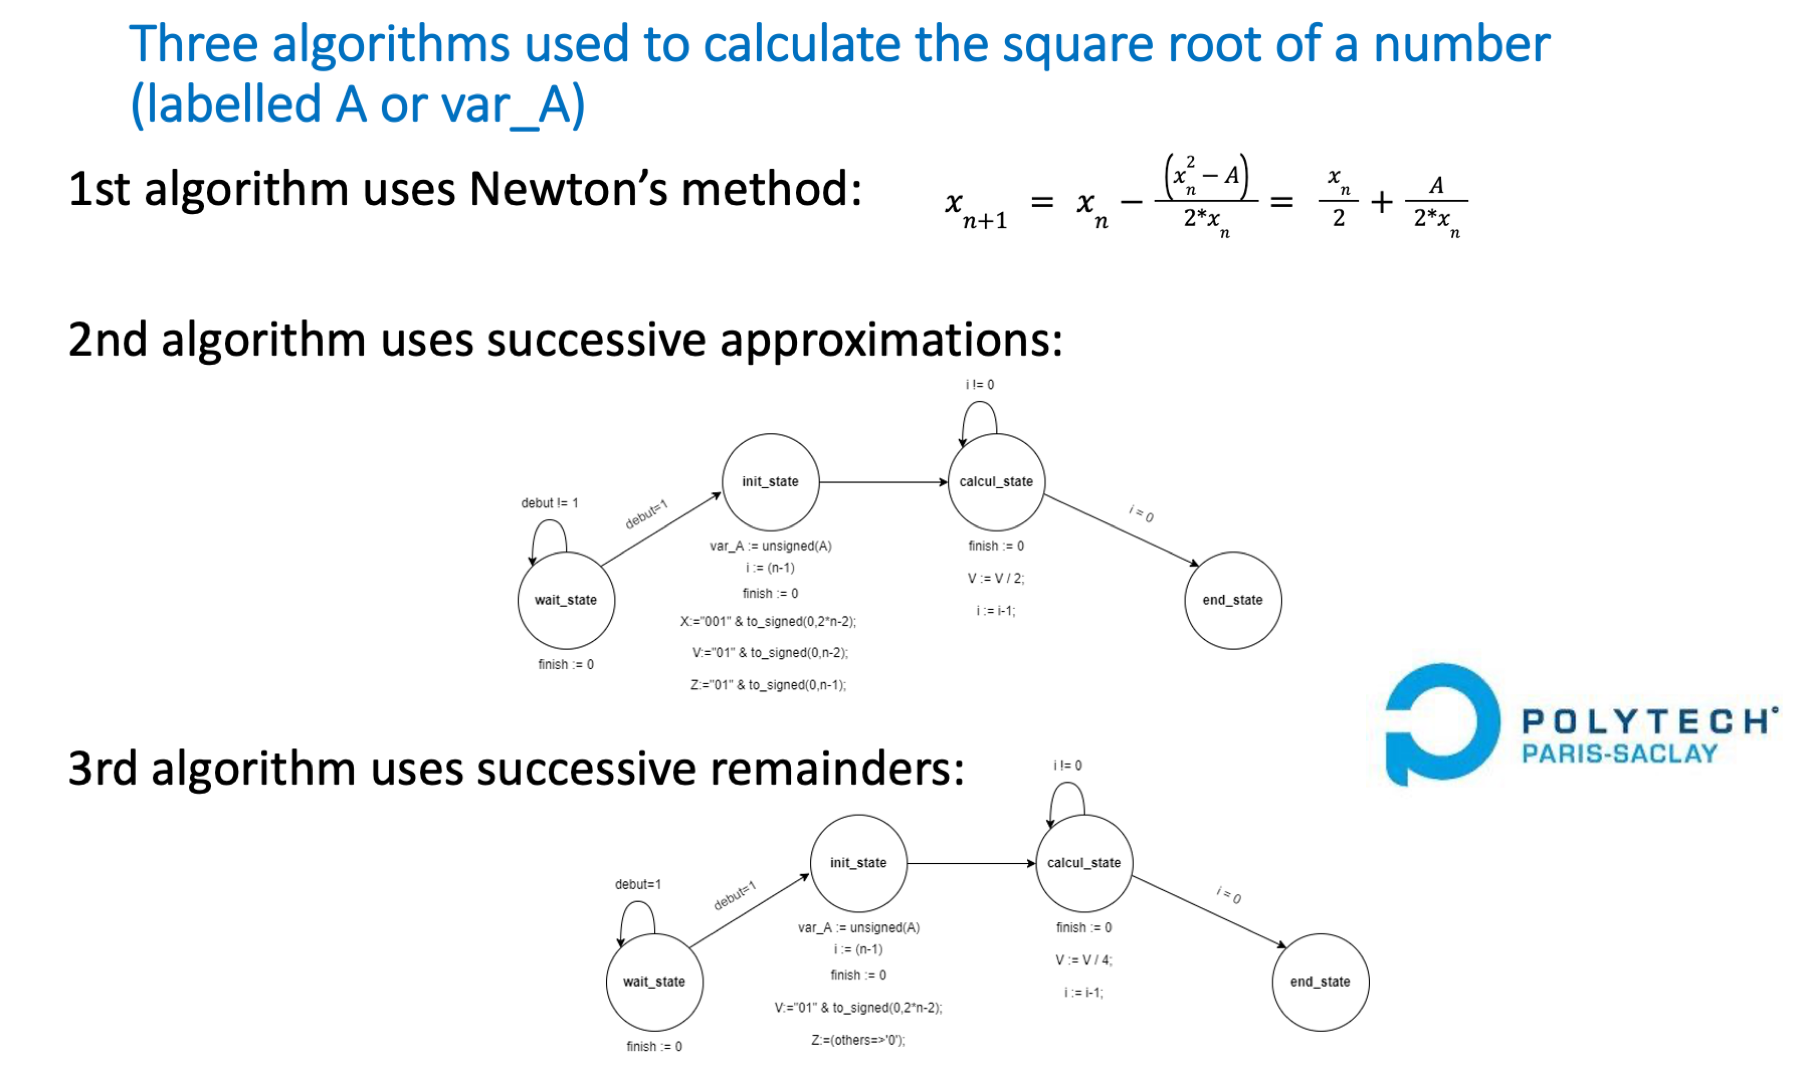 Three algorithms used to calculate the square root of a number
(labelled A or var_A)
1st algorithm uses Newton's method:
x_{n+1} = x_n − (x_n^2 − A) / 2*x_n = x_n / 2 + A / 2*x_n
2nd algorithm uses successive approximations:
i != 0
init_state
calcul_state
debut != 1
debut=1
i = 0
var_A := unsigned(A)
i := (n-1)
finish := 0
X:="001" & to_signed(0,2*n-2);
V:="01" & to_signed(0,n-2);
Z:="01" & to_signed(0,n-1);
finish := 0
V := V / 2;
i := i-1;
wait_state
finish := 0
end_state
POLYTECH°
PARIS-SACLAY
3rd algorithm uses successive remainders:
i != 0
init_state
calcul_state
debut=1
debut=1
i = 0
var_A := unsigned(A)
i := (n-1)
finish := 0
V:="01" & to_signed(0,2*n-2);
Z:=(others=>'0');
finish := 0
V := V / 4;
i := i-1;
wait_state
finish := 0
end_state